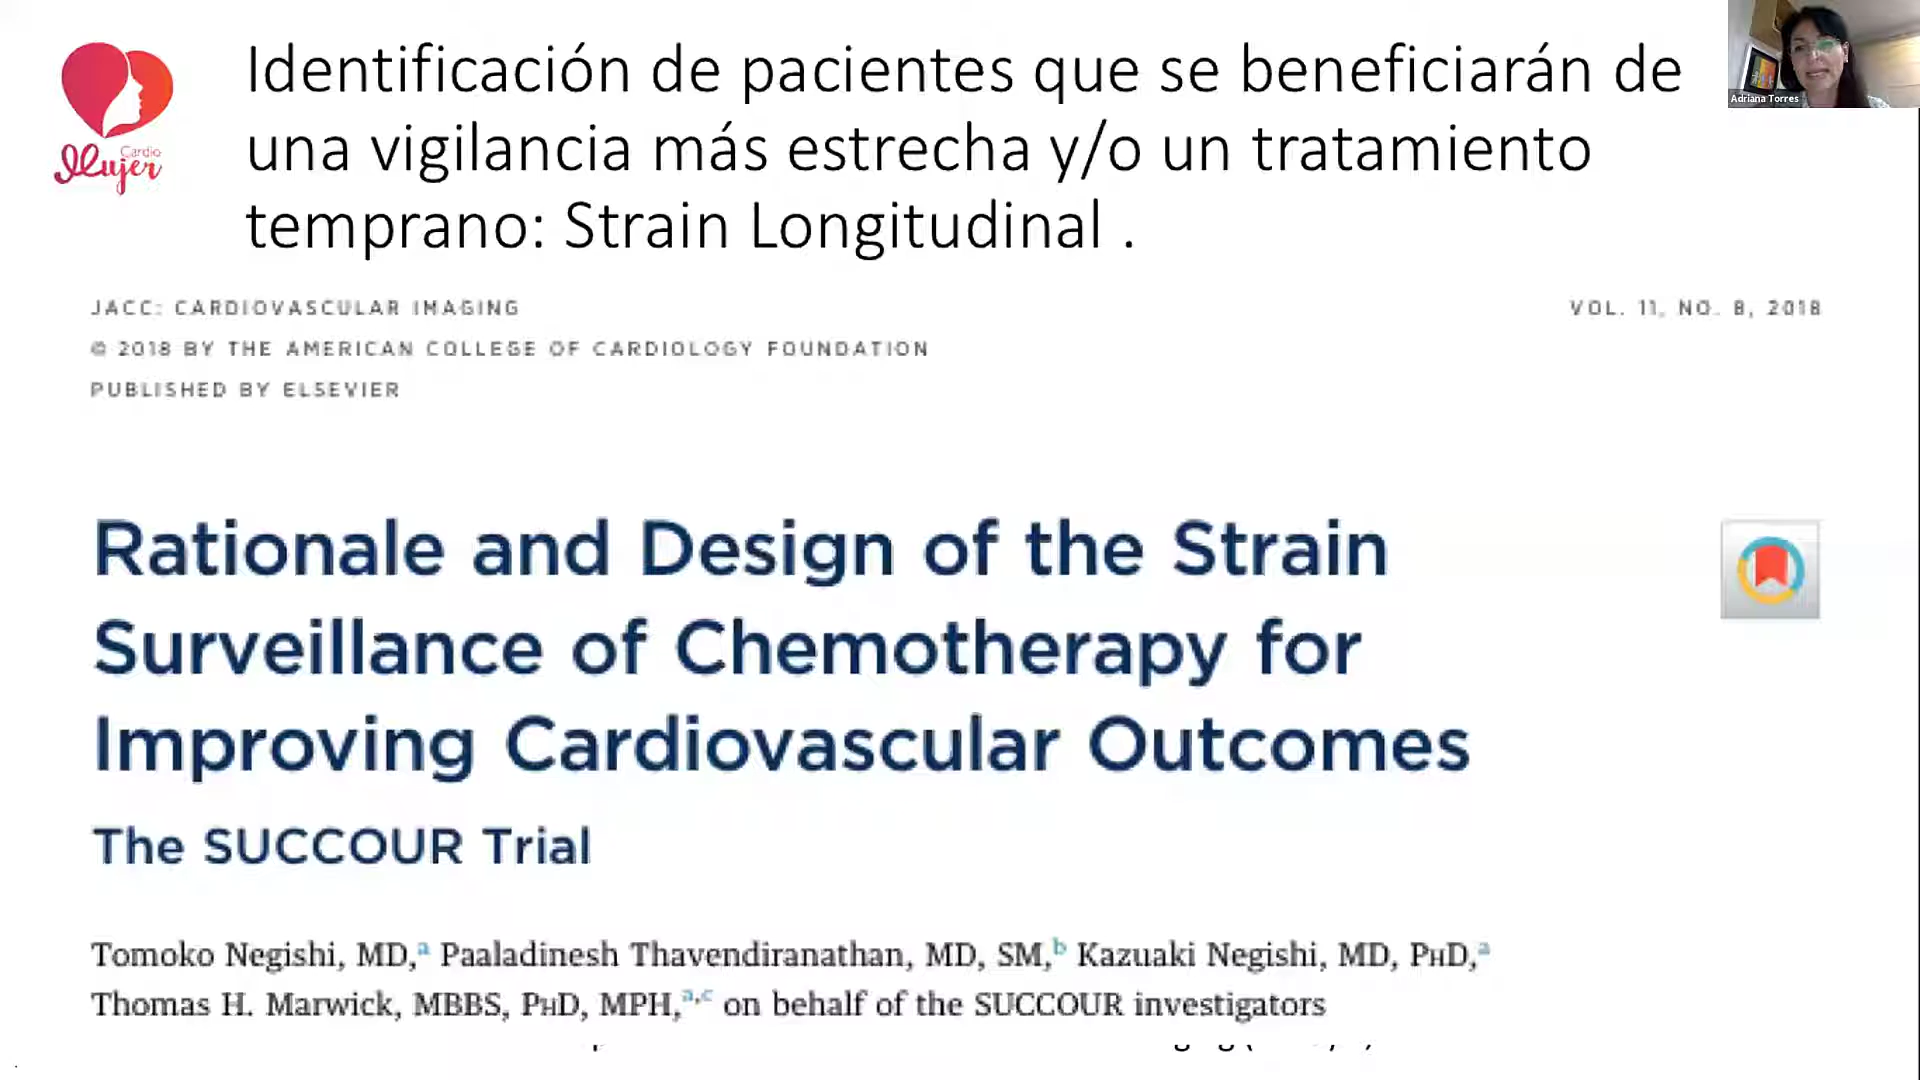 Identificación de pacientes que se beneficiarán de
una vigilancia más estrecha y/o un tratamiento
temprano: Strain Longitudinal .
Cardio
Mujer
Adriana Torres
JACC: CARDIOVASCULAR IMAGING
VOL. 11, NO. 8, 2018
© 2018 BY THE AMERICAN COLLEGE OF CARDIOLOGY FOUNDATION
PUBLISHED BY ELSEVIER
Rationale and Design of the Strain
Surveillance of Chemotherapy for
Improving Cardiovascular Outcomes
The SUCCOUR Trial
Tomoko Negishi, MD,a Paaladinesh Thavendiranathan, MD, SM,b Kazuaki Negishi, MD, PHD,a
Thomas H. Marwick, MBBS, PHD, MPH,a,c on behalf of the SUCCOUR investigators